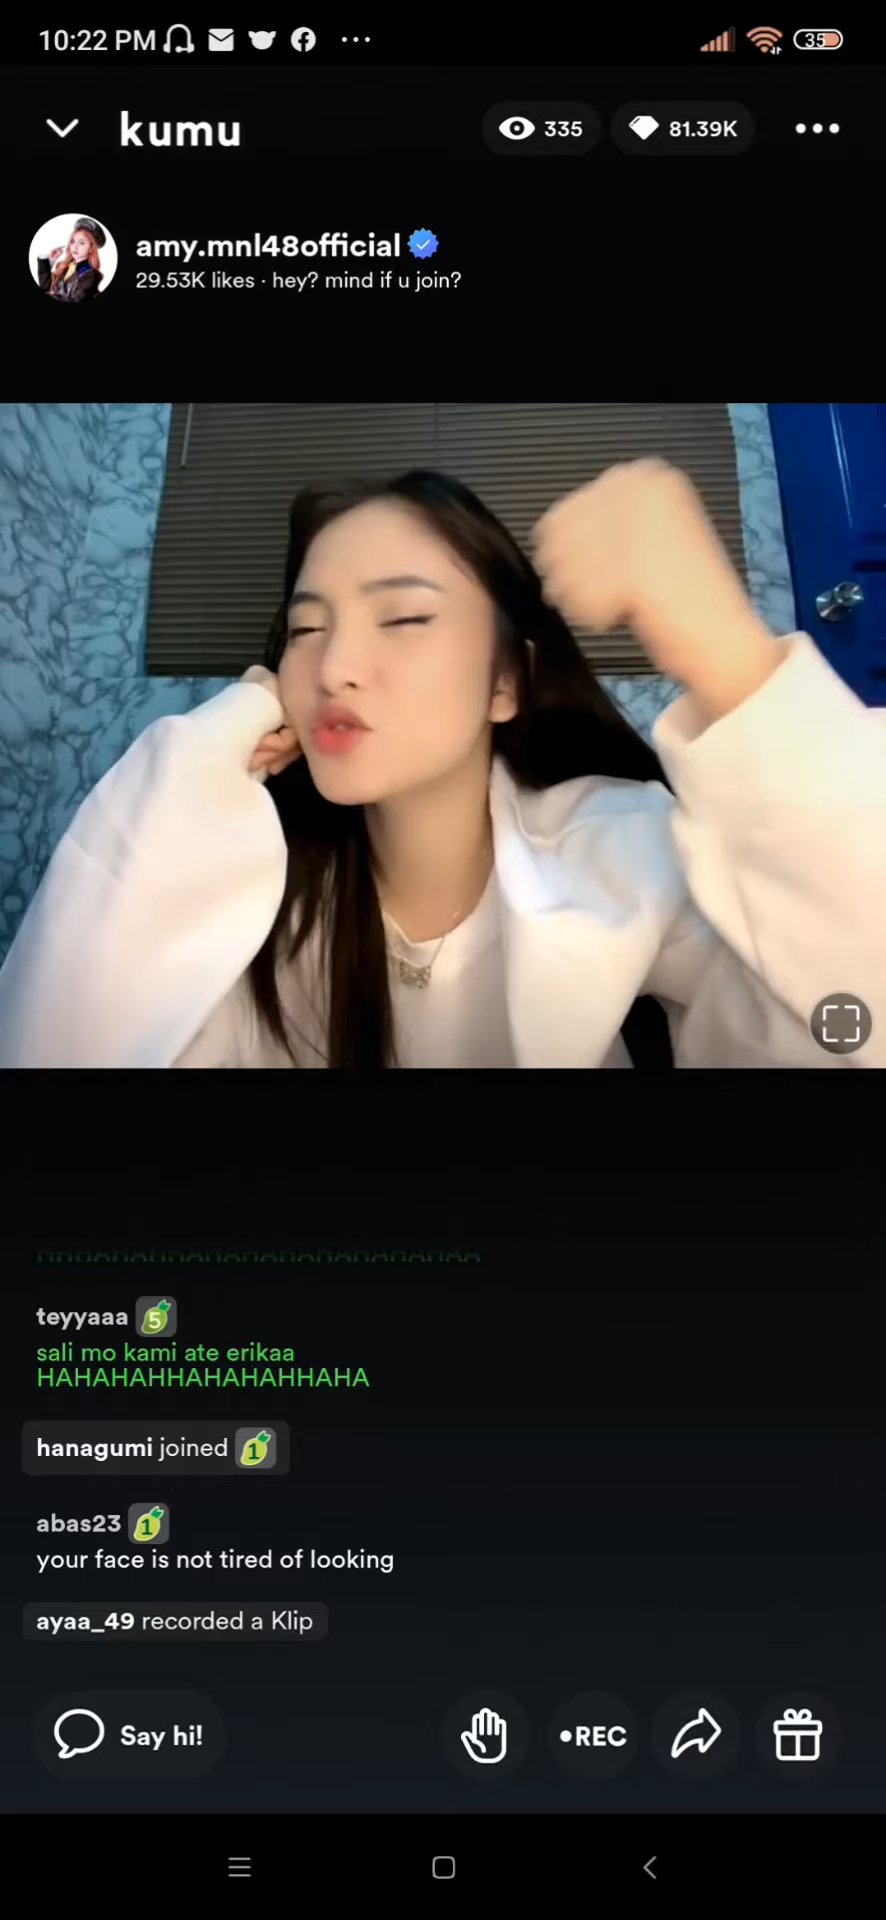 10:22 PM
35
kumu
335
81.39K
amy.mnl48official
29.53K likes · hey? mind if u join?
teyyaaa 5
sali mo kami ate erikaa
HAHAHAHHAHAHAHHAHA
hanagumi joined 1
abas23 1
your face is not tired of looking
ayaa_49 recorded a Klip
Say hi!
•REC